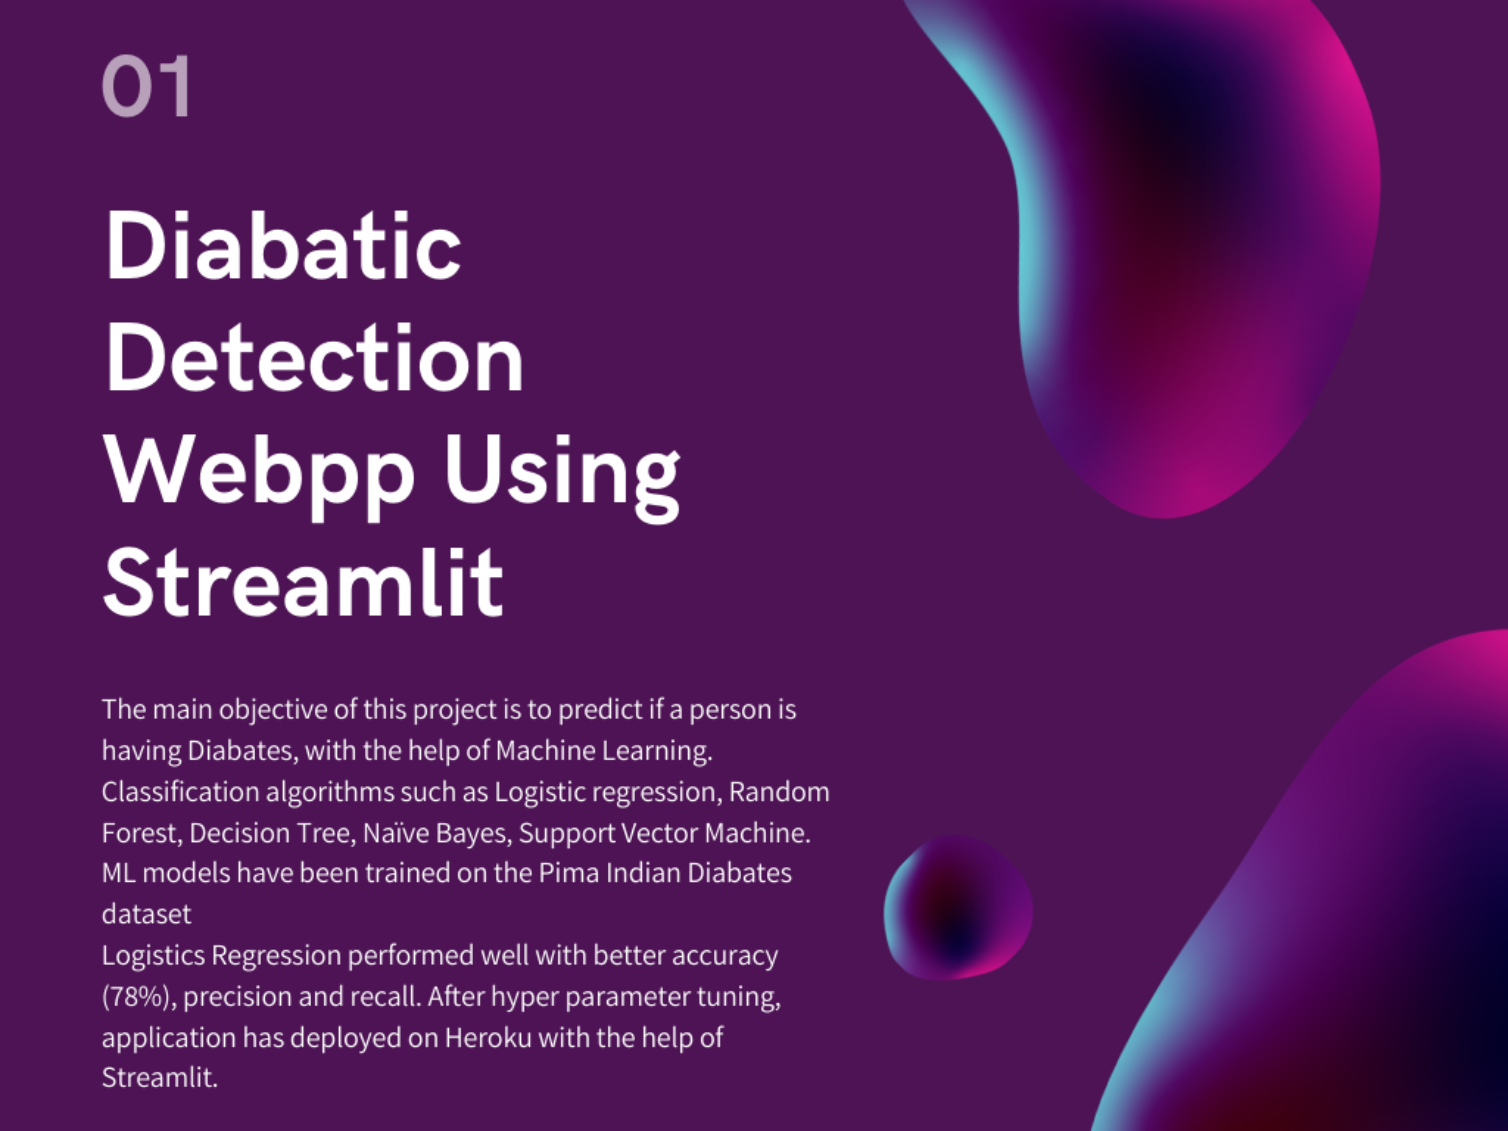 01
Diabatic
Detection
Webpp Using
Streamlit
The main objective of this project is to predict if a person is
having Diabates, with the help of Machine Learning.
Classification algorithms such as Logistic regression, Random
Forest, Decision Tree, Naïve Bayes, Support Vector Machine.
ML models have been trained on the Pima Indian Diabates
dataset
Logistics Regression performed well with better accuracy
(78%), precision and recall. After hyper parameter tuning,
application has deployed on Heroku with the help of
Streamlit.